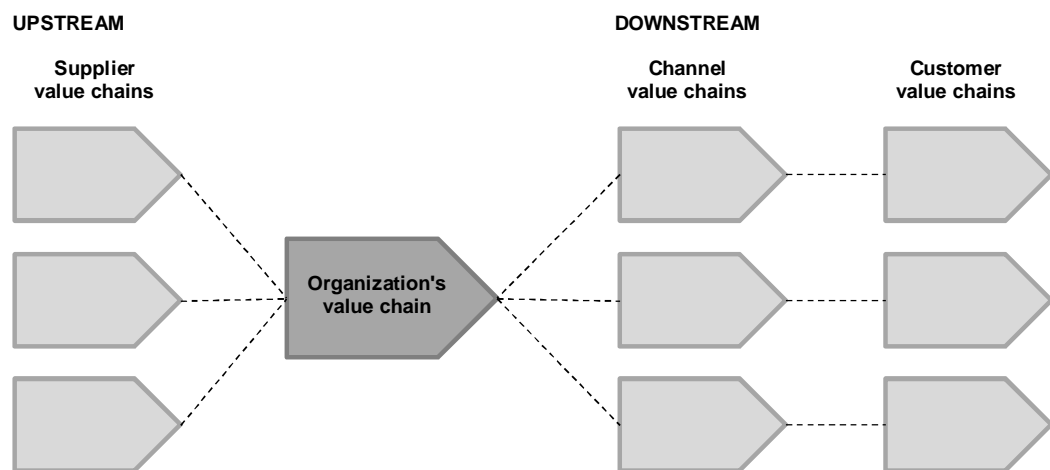 UPSTREAM
DOWNSTREAM
Supplier
value chains
Channel
value chains
Customer
value chains
Organization's
value chain